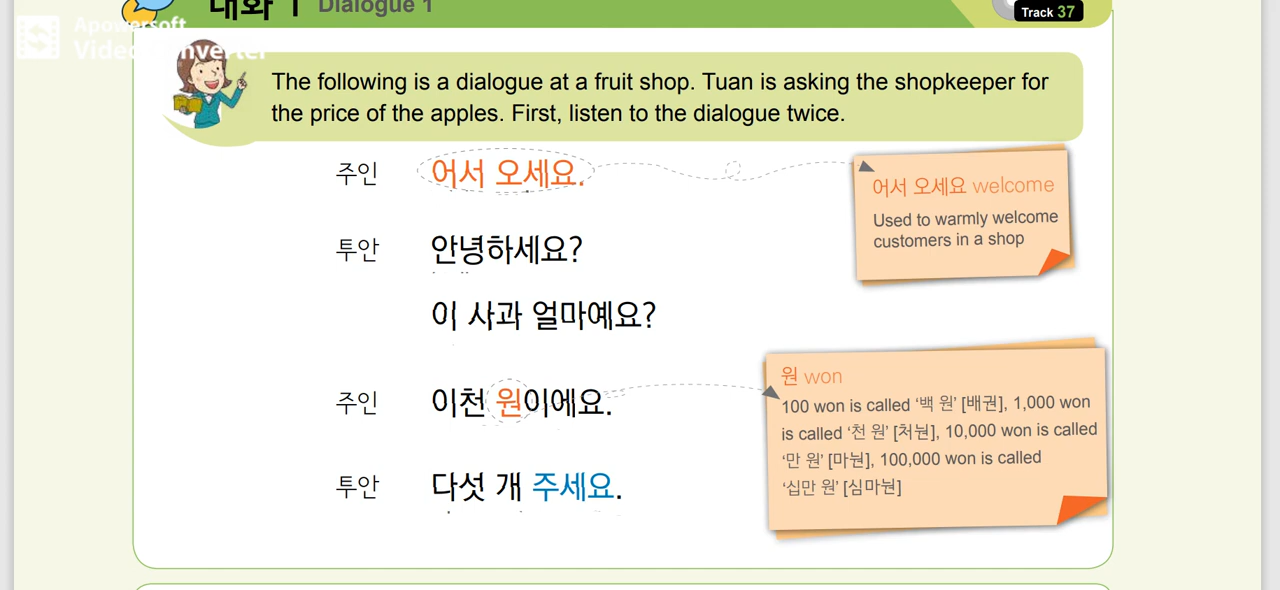 대화 1 Dialogue 1
Track 37
Apowersoft
Video Converter
The following is a dialogue at a fruit shop. Tuan is asking the shopkeeper for
the price of the apples. First, listen to the dialogue twice.
주인 어서 오세요.
어서 오세요 welcome
Used to warmly welcome
customers in a shop
투안 안녕하세요?
이 사과 얼마예요?
주인 이천 원이에요.
원 won
100 won is called ‘백 원’ [배권], 1,000 won
is called ‘천 원’ [처눤], 10,000 won is called
‘만 원’ [마눤], 100,000 won is called
‘십만 원’ [심마눤]
투안 다섯 개 주세요.